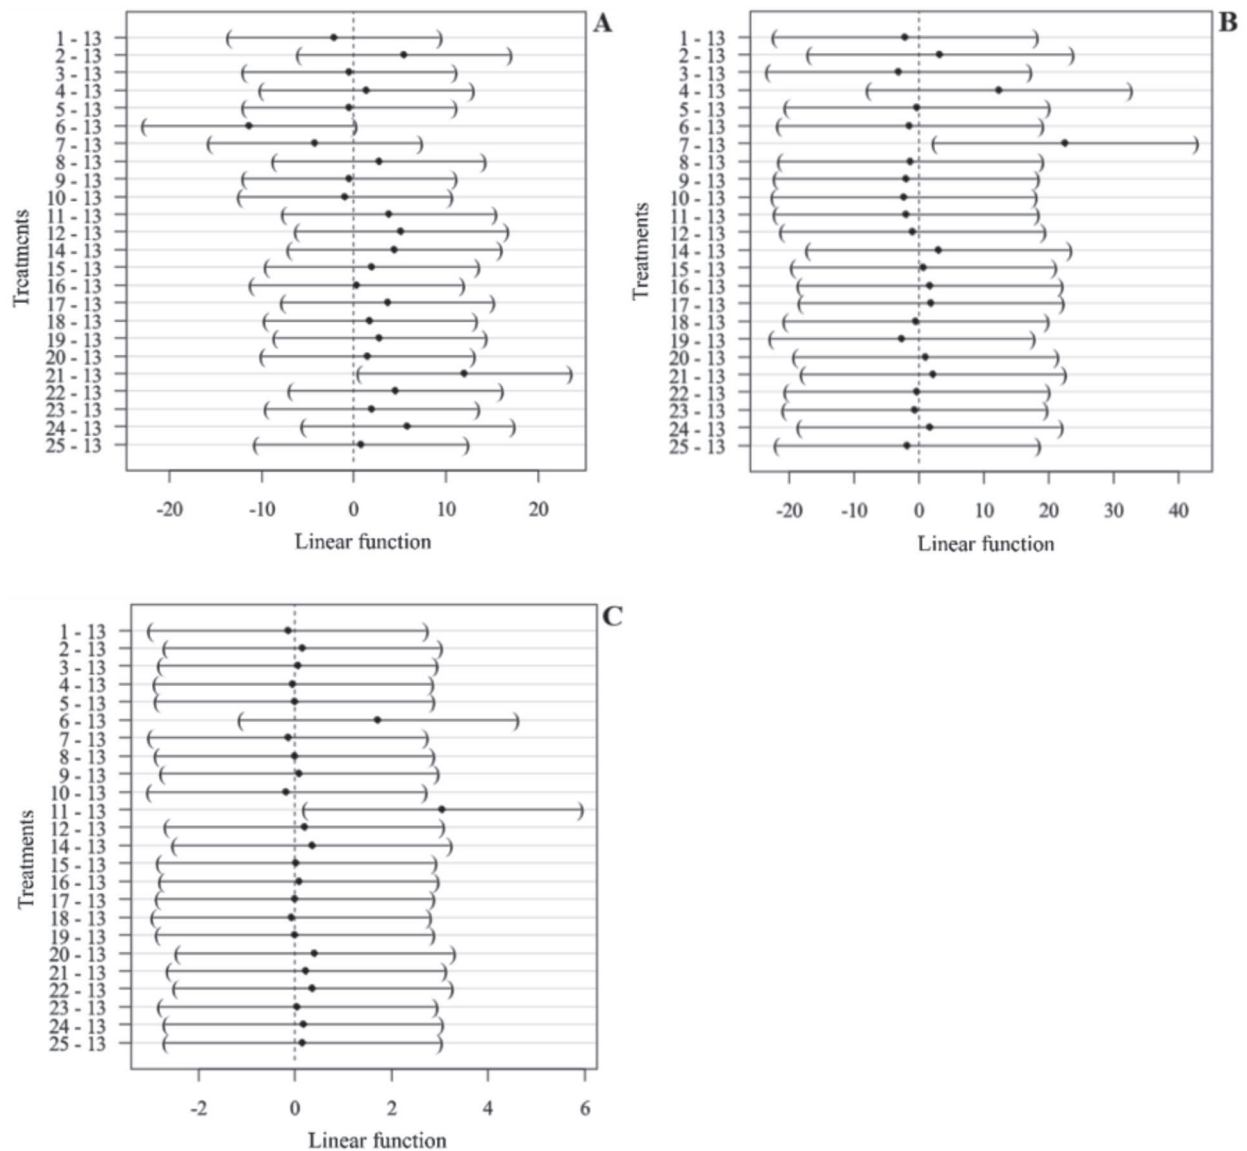 A
1 - 13
2 - 13
3 - 13
4 - 13
5 - 13
6 - 13
7 - 13
8 - 13
9 - 13
10 - 13
11 - 13
12 - 13
14 - 13
15 - 13
16 - 13
17 - 13
18 - 13
19 - 13
20 - 13
21 - 13
22 - 13
23 - 13
24 - 13
25 - 13
Treatments
-20 -10 0 10 20
Linear function
B
1 - 13
2 - 13
3 - 13
4 - 13
5 - 13
6 - 13
7 - 13
8 - 13
9 - 13
10 - 13
11 - 13
12 - 13
14 - 13
15 - 13
16 - 13
17 - 13
18 - 13
19 - 13
20 - 13
21 - 13
22 - 13
23 - 13
24 - 13
25 - 13
Treatments
-20 -10 0 10 20 30 40
Linear function
C
1 - 13
2 - 13
3 - 13
4 - 13
5 - 13
6 - 13
7 - 13
8 - 13
9 - 13
10 - 13
11 - 13
12 - 13
14 - 13
15 - 13
16 - 13
17 - 13
18 - 13
19 - 13
20 - 13
21 - 13
22 - 13
23 - 13
24 - 13
25 - 13
Treatments
-2 0 2 4 6
Linear function